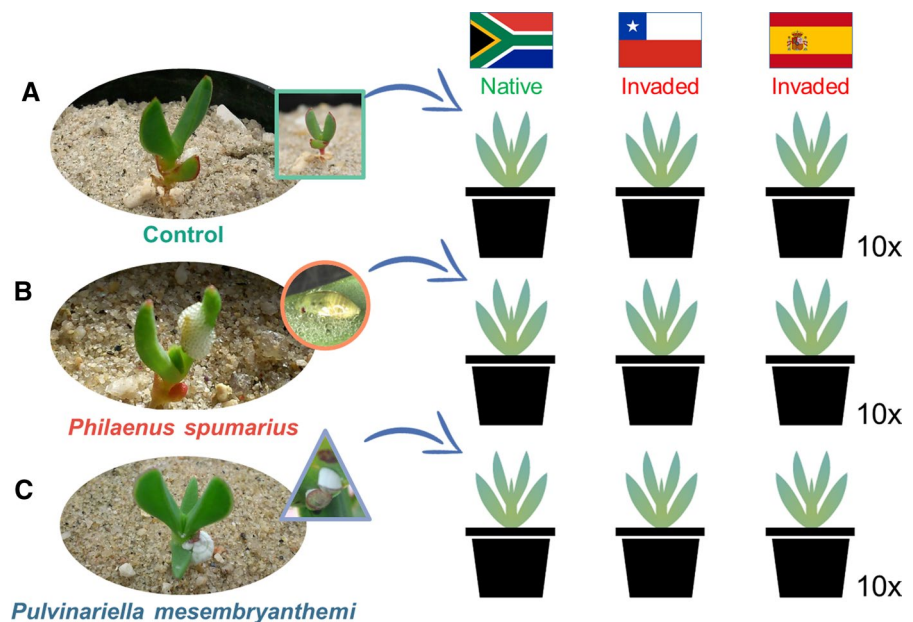 Native
Invaded
Invaded
A
Control
10x
B
Philaenus spumarius
10x
C
Pulvinariella mesembryanthemi
10x